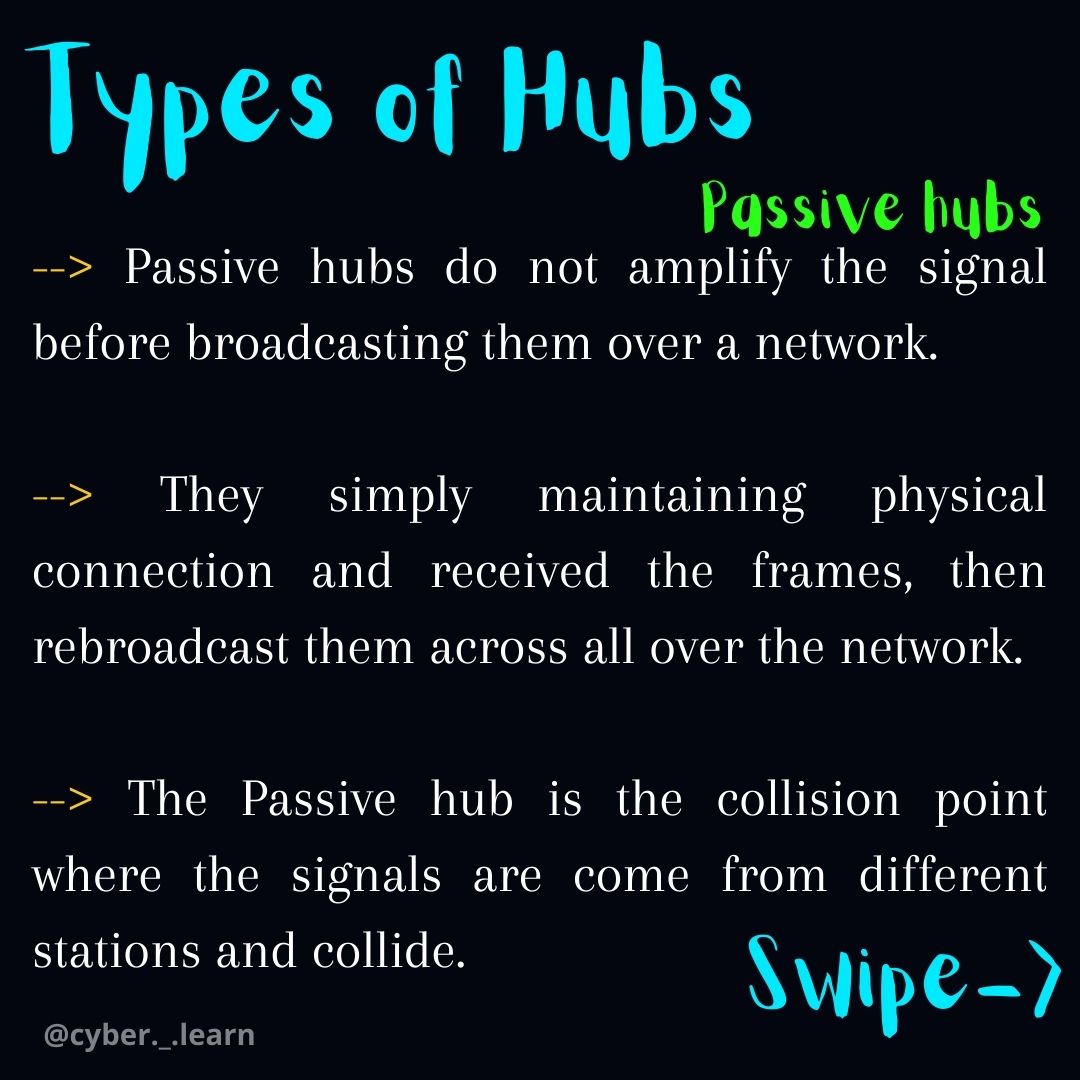 Types of Hubs
Passive hubs
--> Passive hubs do not amplify the signal
before broadcasting them over a network.
--> They simply maintaining physical
connection and received the frames, then
rebroadcast them across all over the network.
--> The Passive hub is the collision point
where the signals are come from different
stations and collide.
Swipe->
@cyber._.learn